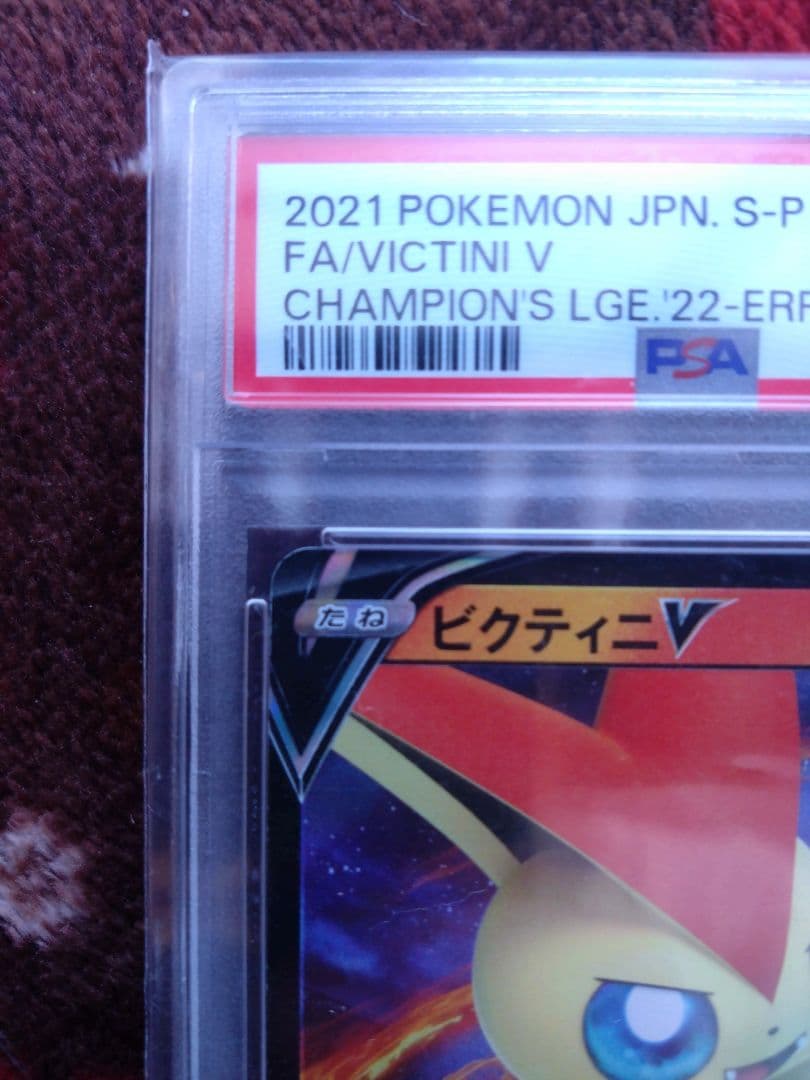 2021 POKEMON JPN. S-P
FA/VICTINI V
CHAMPION'S LGE.'22-ERR
PSA
たね ビクティニV